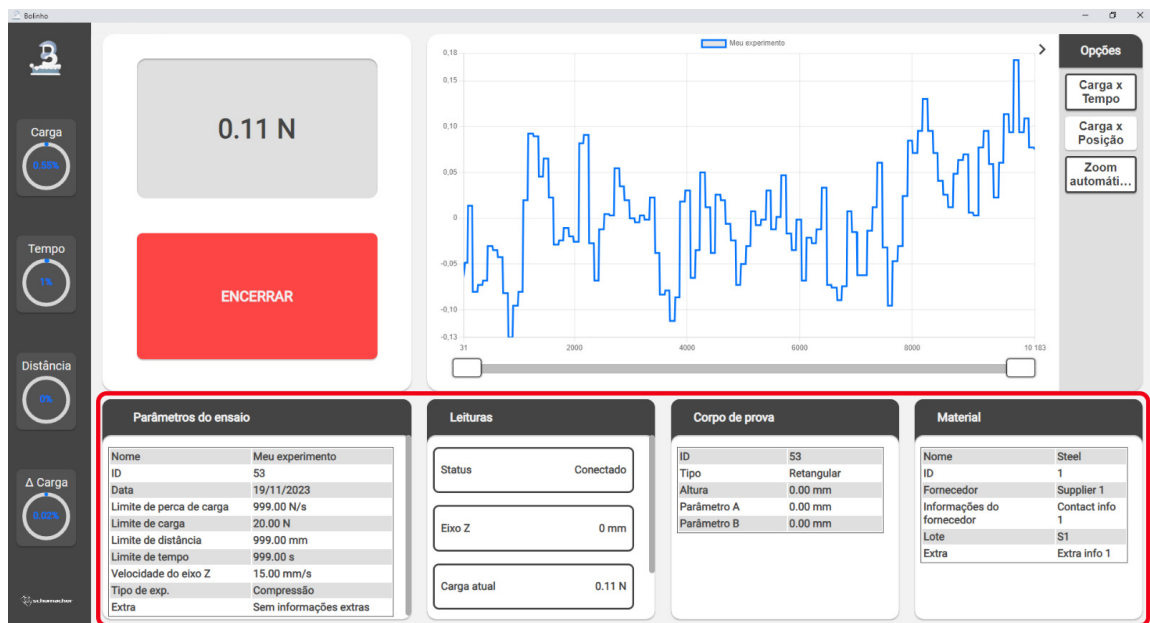 Bolinho
Carga
0.55%
Tempo
1%
Distância
0%
Δ Carga
0.02%
schumacher
0.11 N
ENCERRAR
Meu experimento
0,18
0,15
0,10
0,05
0
-0,05
-0,10
-0,13
31 2000 4000 6000 8000 10 183
Opções
Carga x
Tempo
Carga x
Posição
Zoom
automáti...
Parâmetros do ensaio
Nome Meu experimento
ID 53
Data 19/11/2023
Limite de perca de carga 999.00 N/s
Limite de carga 20.00 N
Limite de distância 999.00 mm
Limite de tempo 999.00 s
Velocidade do eixo Z 15.00 mm/s
Tipo de exp. Compressão
Extra Sem informações extras
Leituras
Status Conectado
Eixo Z 0 mm
Carga atual 0.11 N
Corpo de prova
ID 53
Tipo Retangular
Altura 0.00 mm
Parâmetro A 0.00 mm
Parâmetro B 0.00 mm
Material
Nome Steel
ID 1
Fornecedor Supplier 1
Informações do Contact info
fornecedor 1
Lote S1
Extra Extra info 1